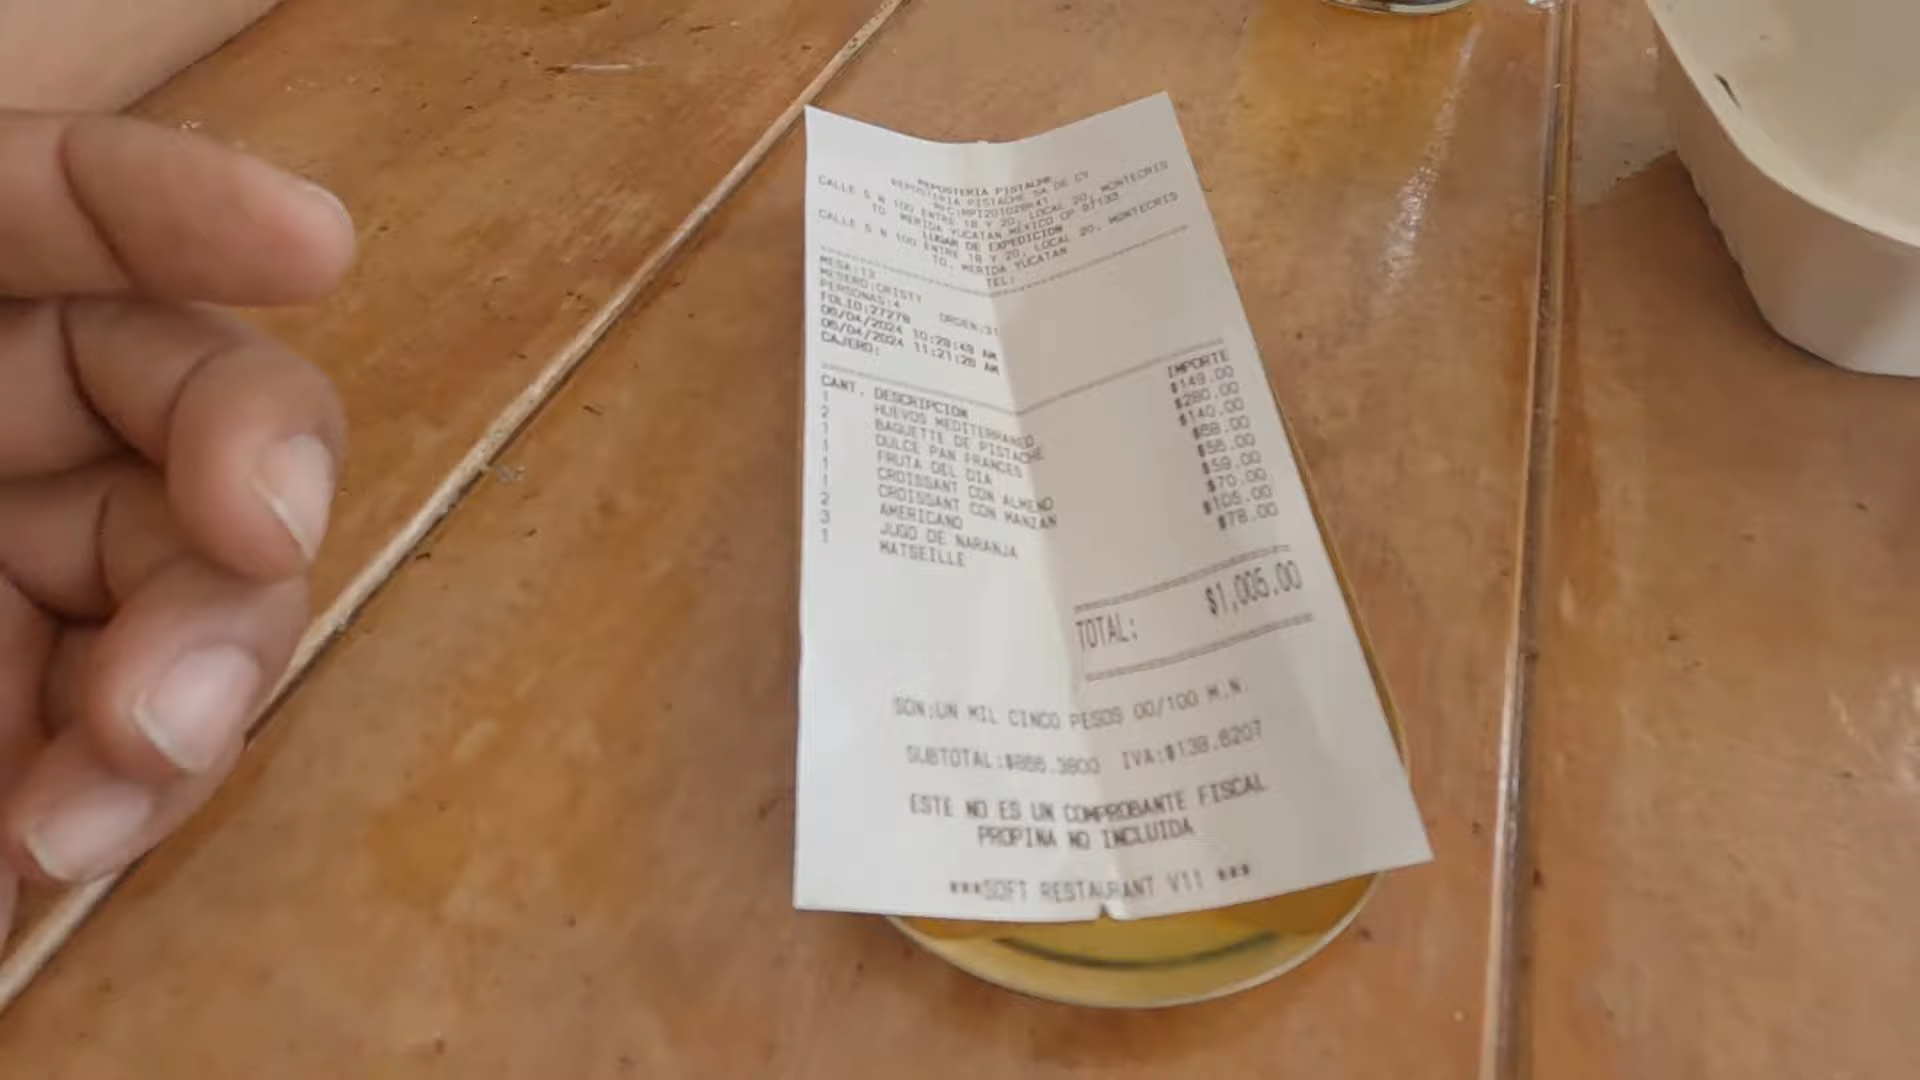 REPOSTERIA PISTACHE
REPOSTERIA PISTACHE SA DE CV
CALLE 5 N 100 ENTRE 18 Y 20, LOCAL 20, MONTECRIS
TO, MERIDA YUCATAN MEXICO CP 97133
LUGAR DE EXPEDICION
CALLE 5 N 100 ENTRE 18 Y 20, LOCAL 20, MONTECRIS
TO, MERIDA YUCATAN
TEL:
MESA:13
MESERO:CRISTY
PERSONAS:4
FOLIO:27278 ORDEN:31
06/04/2024 10:29:49 AM
06/04/2024 11:21:26 AM
CAJERO:
CANT. DESCRIPCION IMPORTE
1 HUEVOS MEDITERRANEO $149.00
2 BAGUETTE DE PISTACHE $280.00
1 DULCE PAN FRANCES $140.00
1 FRUTA DEL DIA $68.00
1 CROISSANT CON ALMEND $56.00
1 CROISSANT CON MANZAN $59.00
2 AMERICANO $70.00
3 JUGO DE NARANJA $105.00
1 MATSEILLE $78.00
TOTAL: $1,005.00
SON:UN MIL CINCO PESOS 00/100 M.N.
SUBTOTAL:$866.3800 IVA:$138.6207
ESTE NO ES UN COMPROBANTE FISCAL
PROPINA NO INCLUIDA
***SOFT RESTAURANT V11 ***